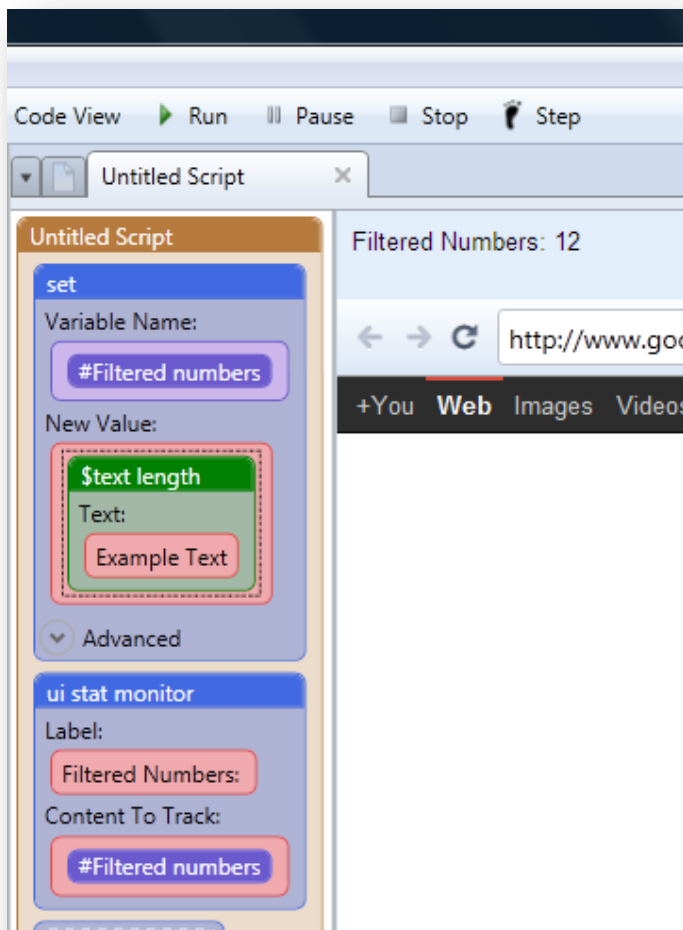 Code View Run Pause Stop Step
Untitled Script
Untitled Script
set
Variable Name:
#Filtered numbers
New Value:
$text length
Text:
Example Text
Advanced
ui stat monitor
Label:
Filtered Numbers:
Content To Track:
#Filtered numbers
Filtered Numbers: 12
http://www.goo
+You Web Images Videos